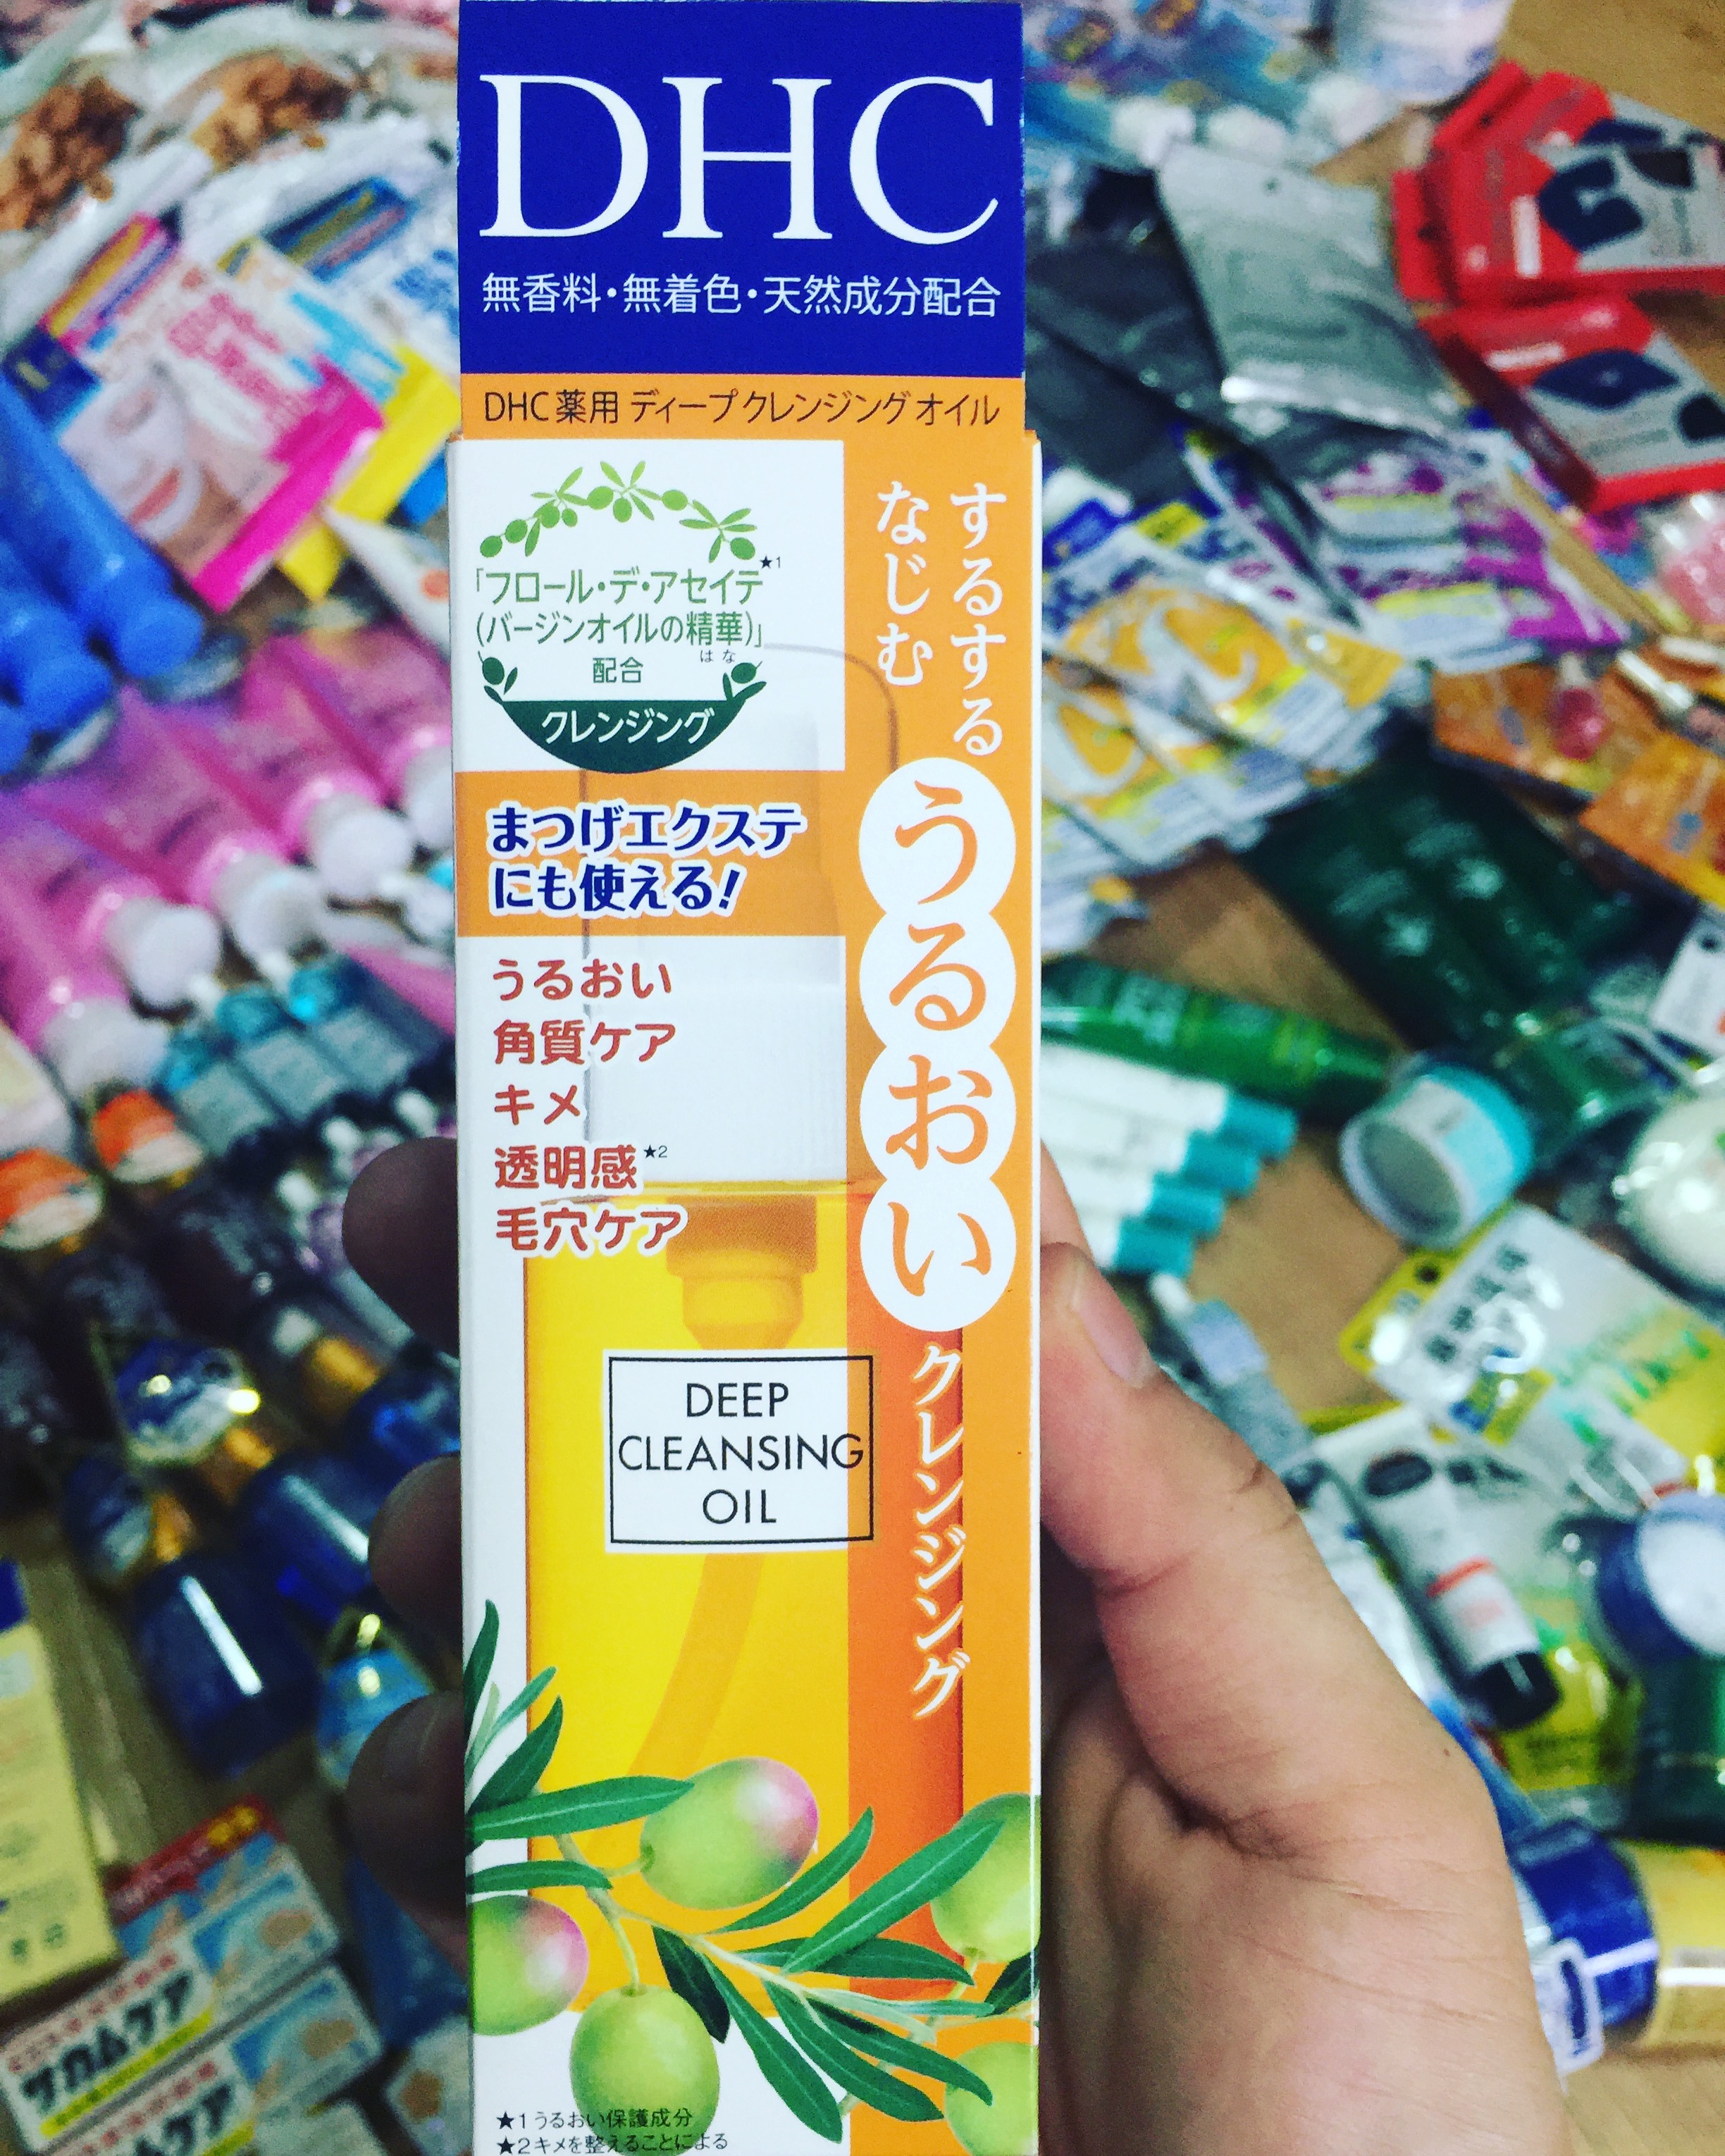 DHC
無香料・無着色・天然成分配合
DHC薬用 ディープクレンジングオイル
「フロール・デ・アセイテ★1
(バージンオイルの精華)」
はな
配合
クレンジング
するする
なじむ
うるおい
クレンジング
まつげエクステ
にも使える!
うるおい
角質ケア
キメ
透明感★2
毛穴ケア
DEEP
CLEANSING
OIL
★1うるおい保護成分
★2キメを整えることによる